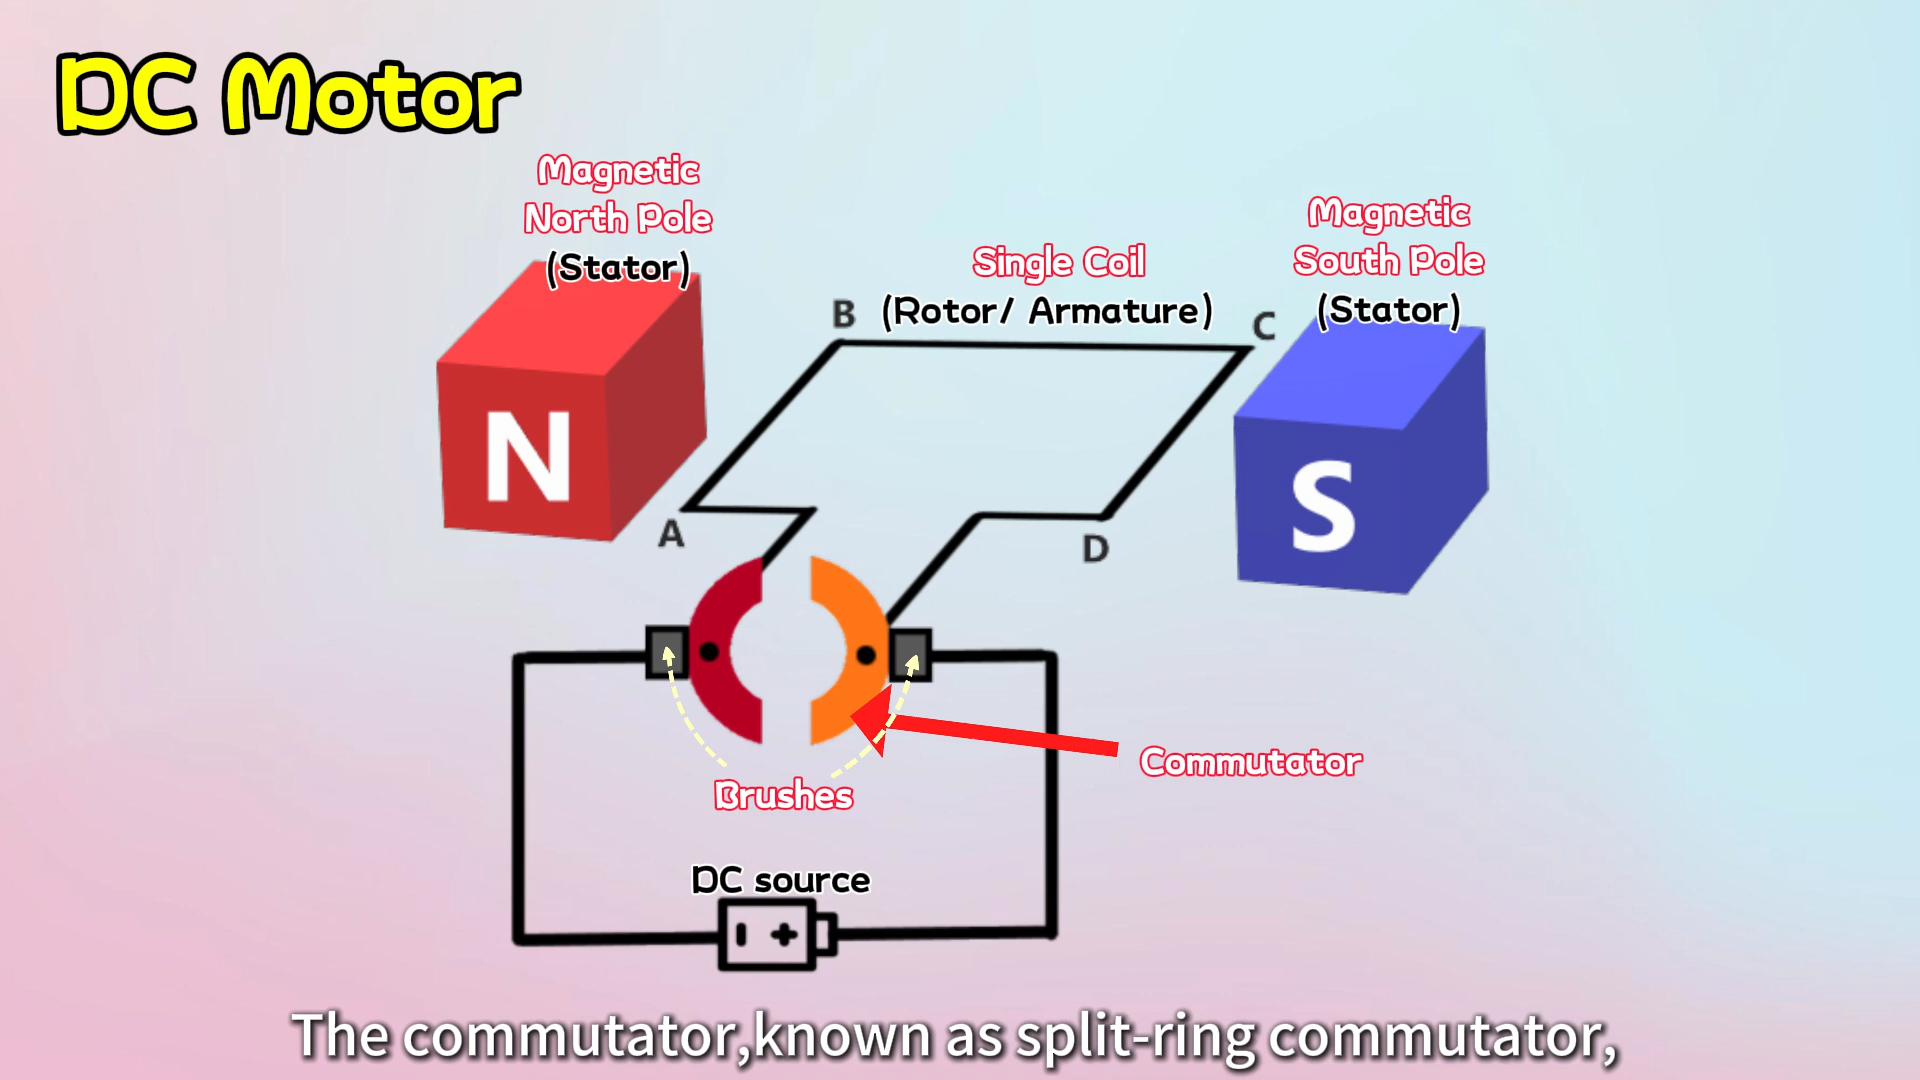 DC Motor
Magnetic
North Pole
(Stator)
Magnetic
South Pole
(Stator)
Single Coil
(Rotor/ Armature)
B
C
N
S
A
D
Commutator
Brushes
DC source
The commutator,known as split-ring commutator,